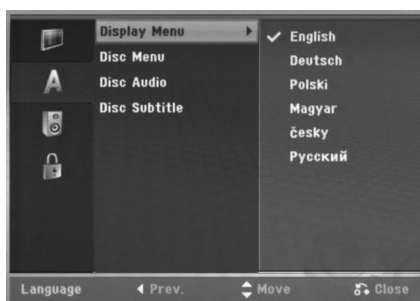 Display Menu
Disc Menu
Disc Audio
Disc Subtitle
English
Deutsch
Polski
Magyar
česky
Русский
A
Language Prev. Move Close